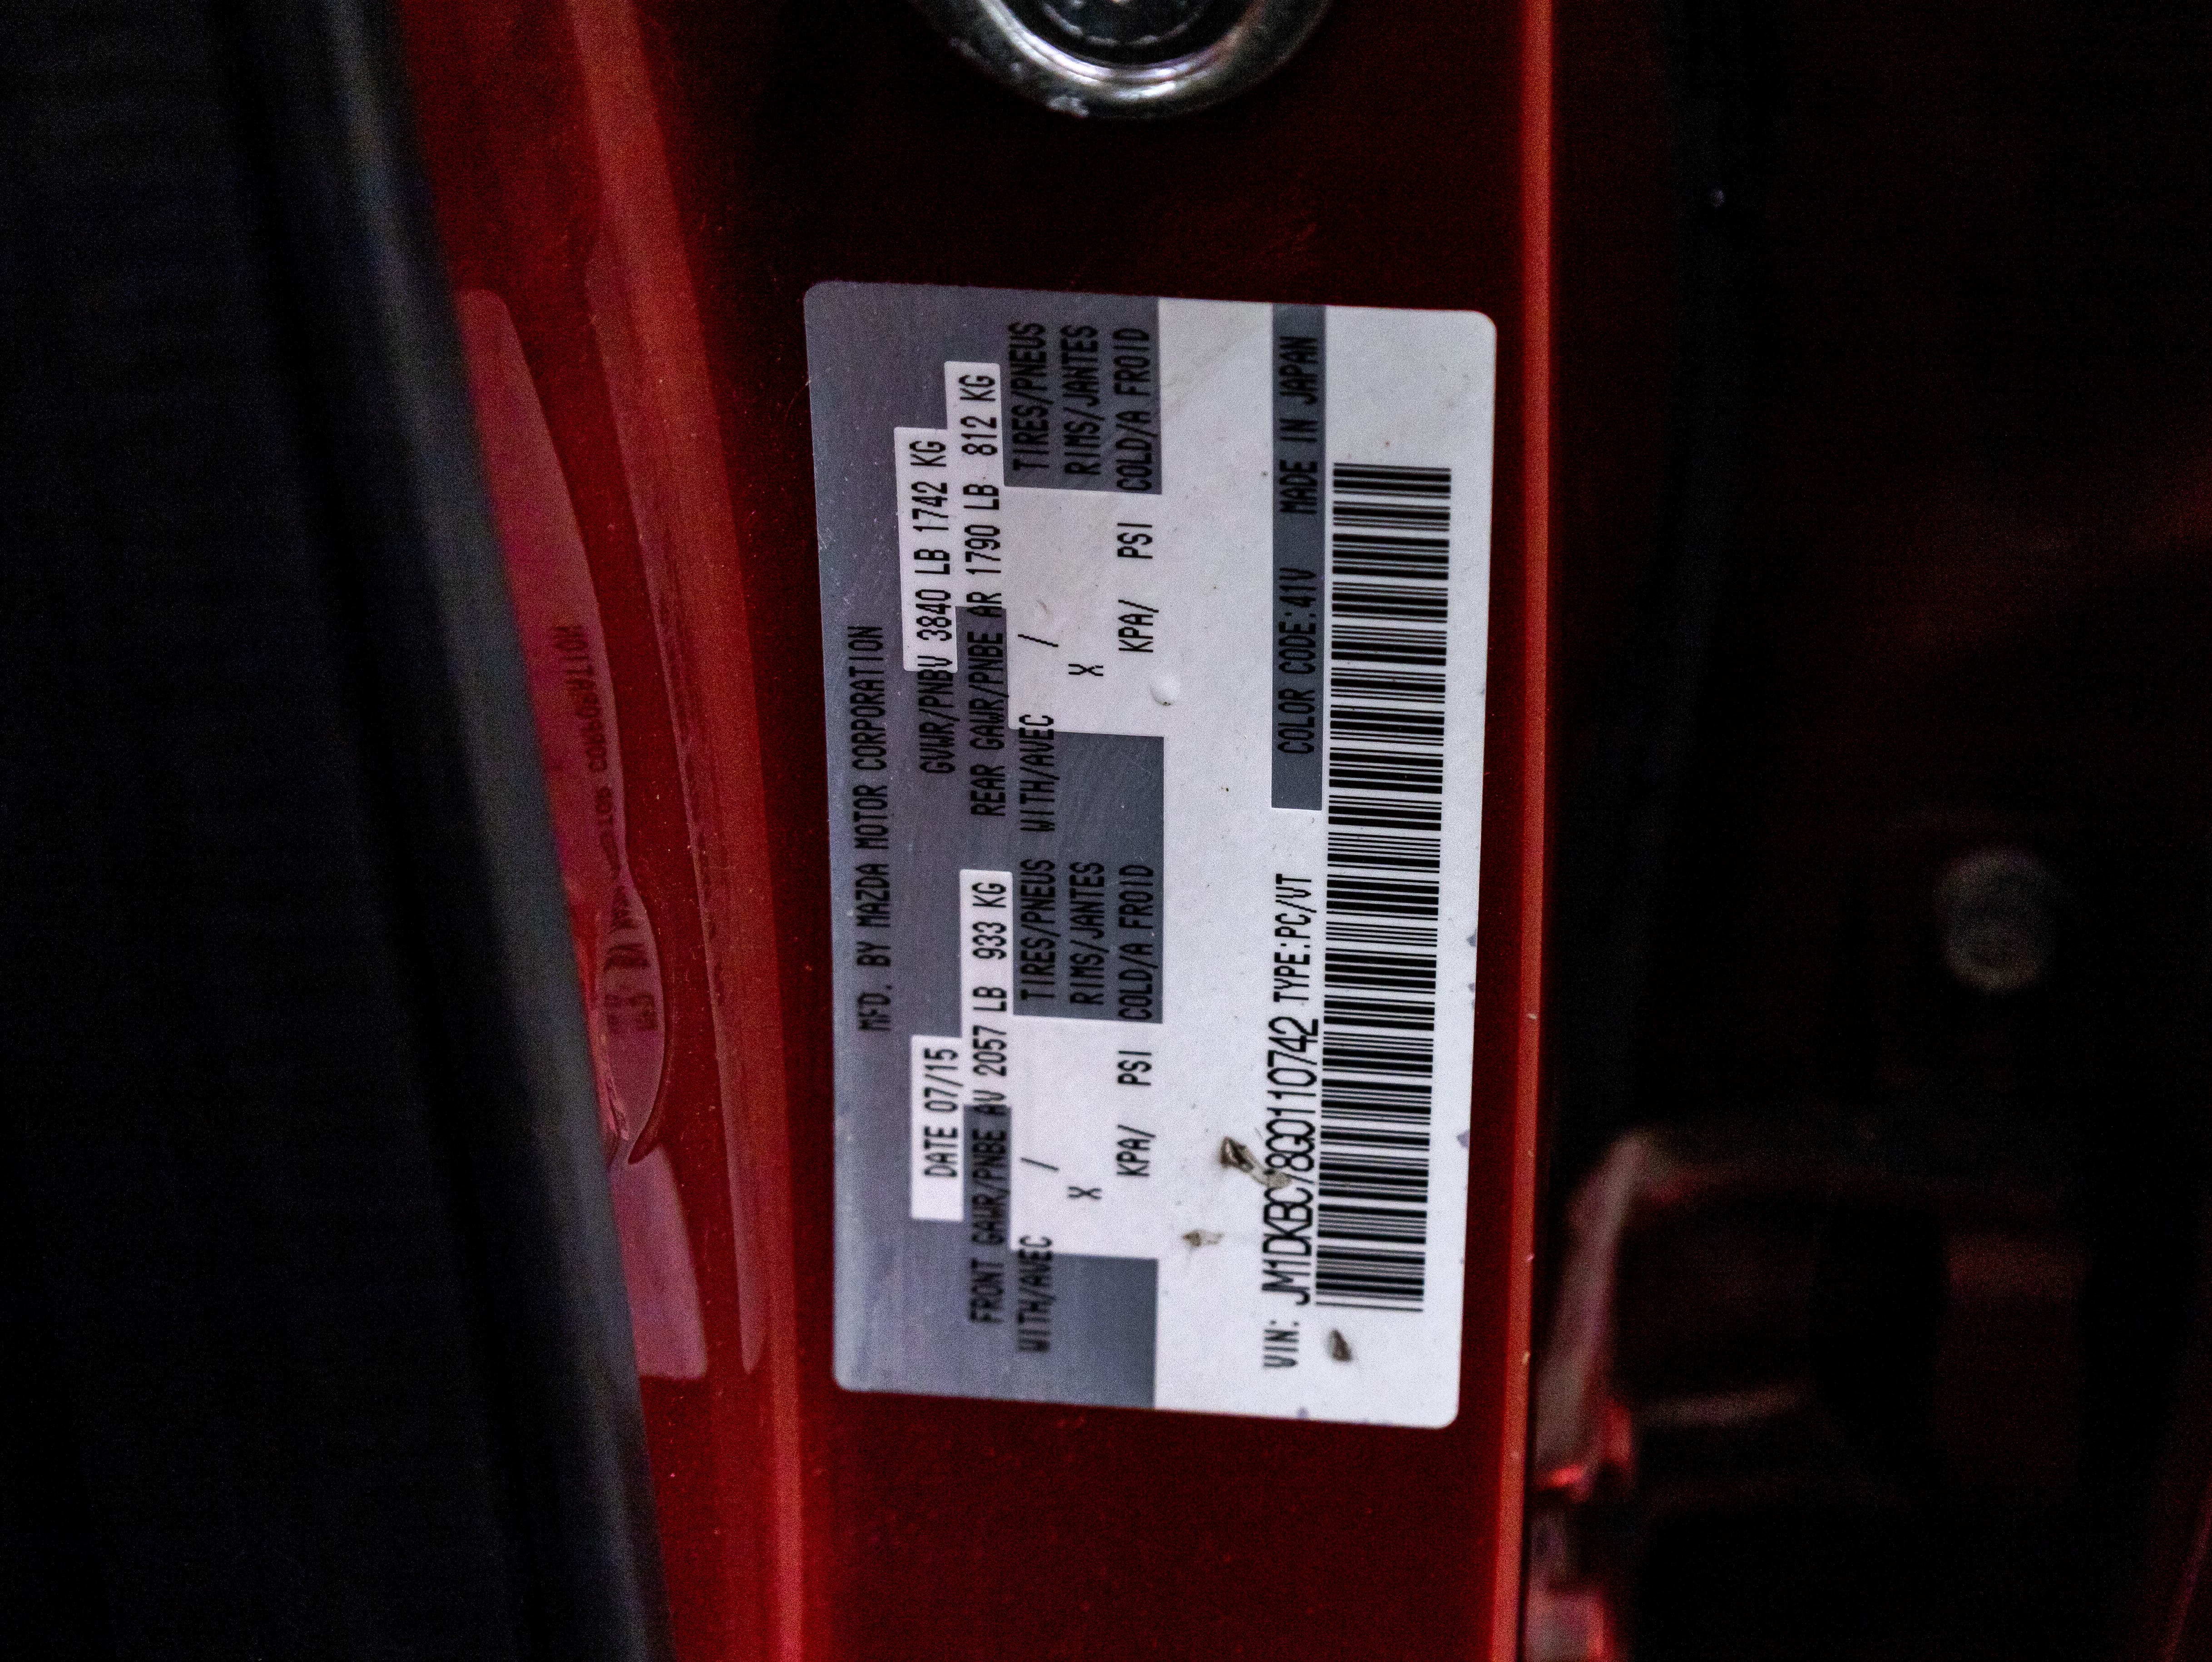 MFD. BY MAZDA MOTOR CORPORATION
DATE 07/15 GVWR/PNBV 3840 LB 1742 KG
FRONT GAWR/PNBE AV 2057 LB 933 KG REAR GAWR/PNBE AR 1790 LB 812 KG
WITH/AVEC / TIRES/PNEUS WITH/AVEC / TIRES/PNEUS
X RIMS/JANTES X RIMS/JANTES
KPA/ PSI COLD/A FROID KPA/ PSI COLD/A FROID
COLOR CODE:41V MADE IN JAPAN
VIN: JM1DKBC78G0110742 TYPE:PC/VT